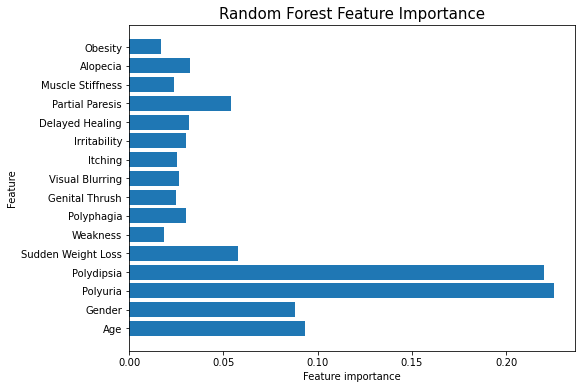 Random Forest Feature Importance
Feature
Obesity
Alopecia
Muscle Stiffness
Partial Paresis
Delayed Healing
Irritability
Itching
Visual Blurring
Genital Thrush
Polyphagia
Weakness
Sudden Weight Loss
Polydipsia
Polyuria
Gender
Age
0.00 0.05 0.10 0.15 0.20
Feature importance